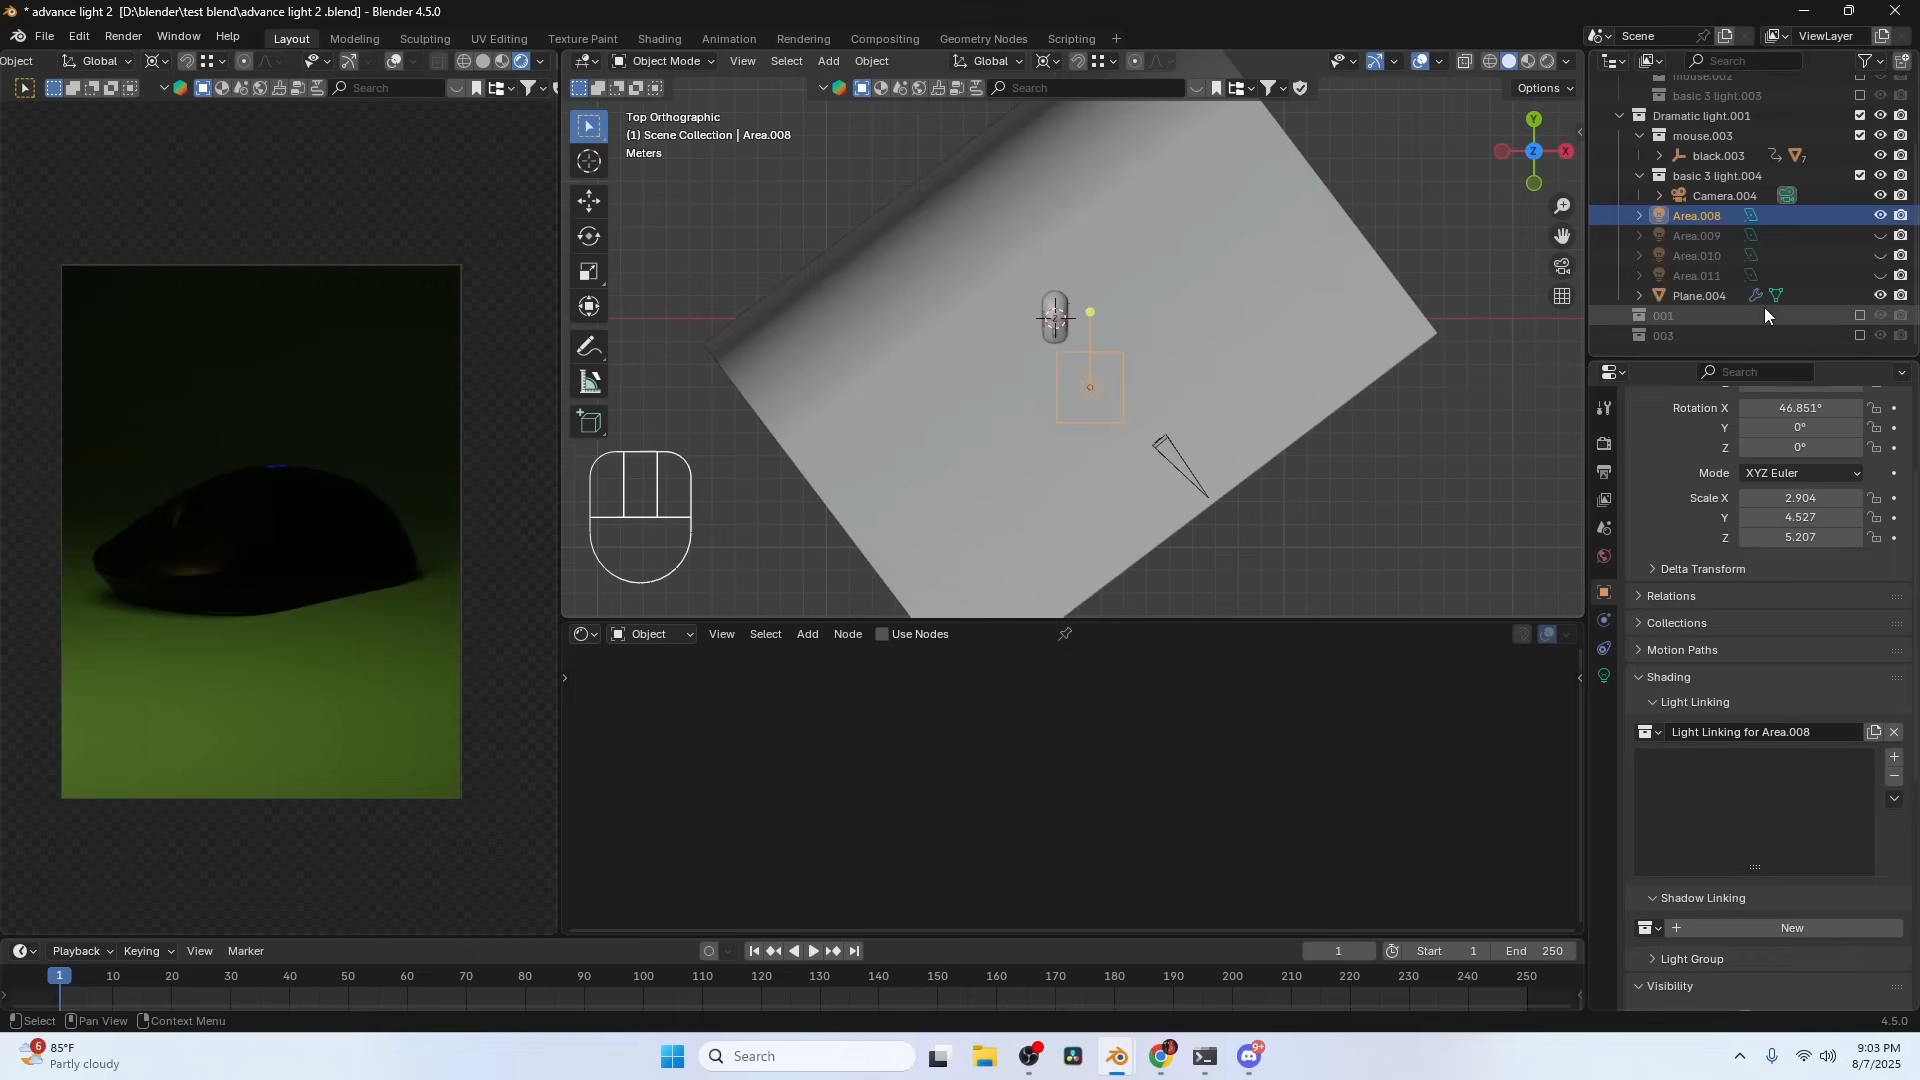 * advance light 2 [D:\blender\test blend\advance light 2 .blend] - Blender 4.5.0
File Edit Render Window Help
Layout Modeling Sculpting UV Editing Texture Paint Shading Animation Rendering Compositing Geometry Nodes Scripting +
Scene ViewLayer
Object Global
Object Mode View Select Add Object Global
Search
Search
Search
Options
Top Orthographic
(1) Scene Collection | Area.008
Meters
Y
X
Z
mouse.002
basic 3 light.003
Dramatic light.001
mouse.003
black.003
7
basic 3 light.004
Camera.004
Area.008
Area.009
Area.010
Area.011
Plane.004
001
003
Search
Rotation X 46.851°
Y 0°
Z 0°
Mode XYZ Euler
Scale X 2.904
Y 4.527
Z 5.207
Delta Transform
Relations
Collections
Motion Paths
Shading
Light Linking
Light Linking for Area.008
Shadow Linking
New
Light Group
Visibility
Object View Select Add Node Use Nodes
Playback Keying View Marker
1 Start 1 End 250
1 10 20 30 40 50 60 70 80 90 100 110 120 130 140 150 160 170 180 190 200 210 220 230 240 250
Select Pan View Context Menu
4.5.0
6
85°F
Partly cloudy
Search
9+
9:03 PM
8/7/2025